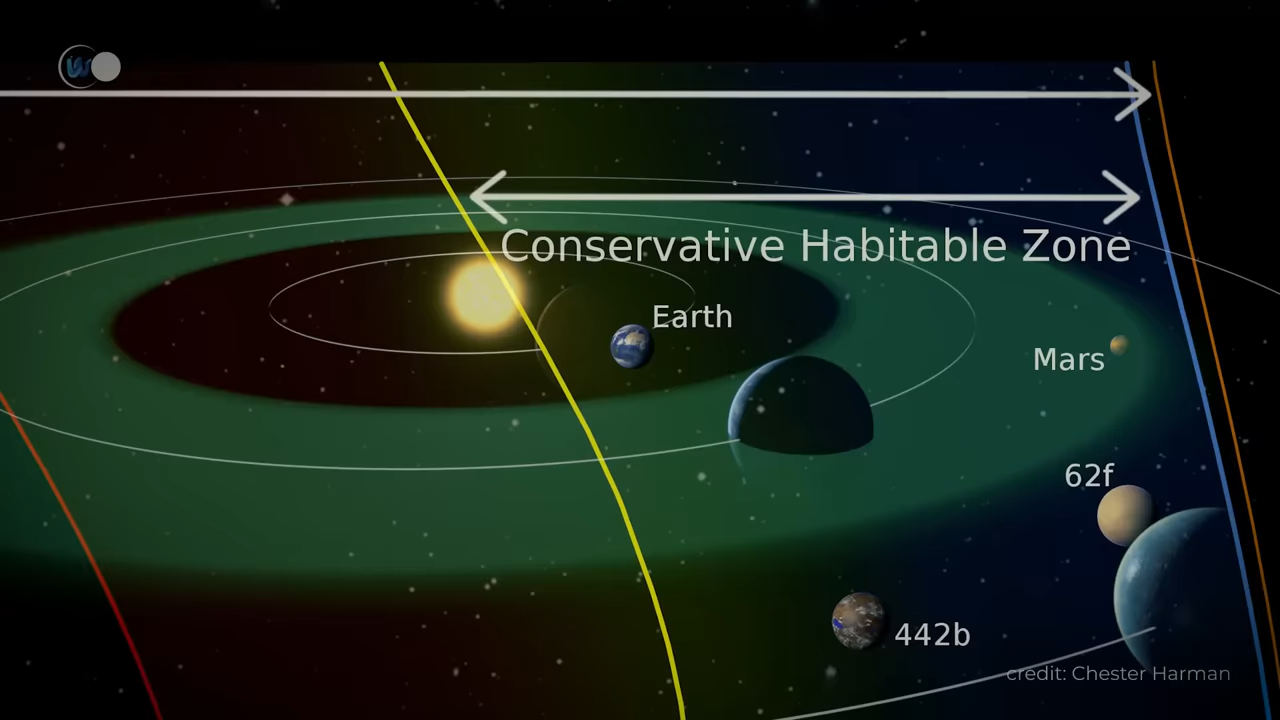 Conservative Habitable Zone
Earth
Mars
62f
442b
credit: Chester Harman